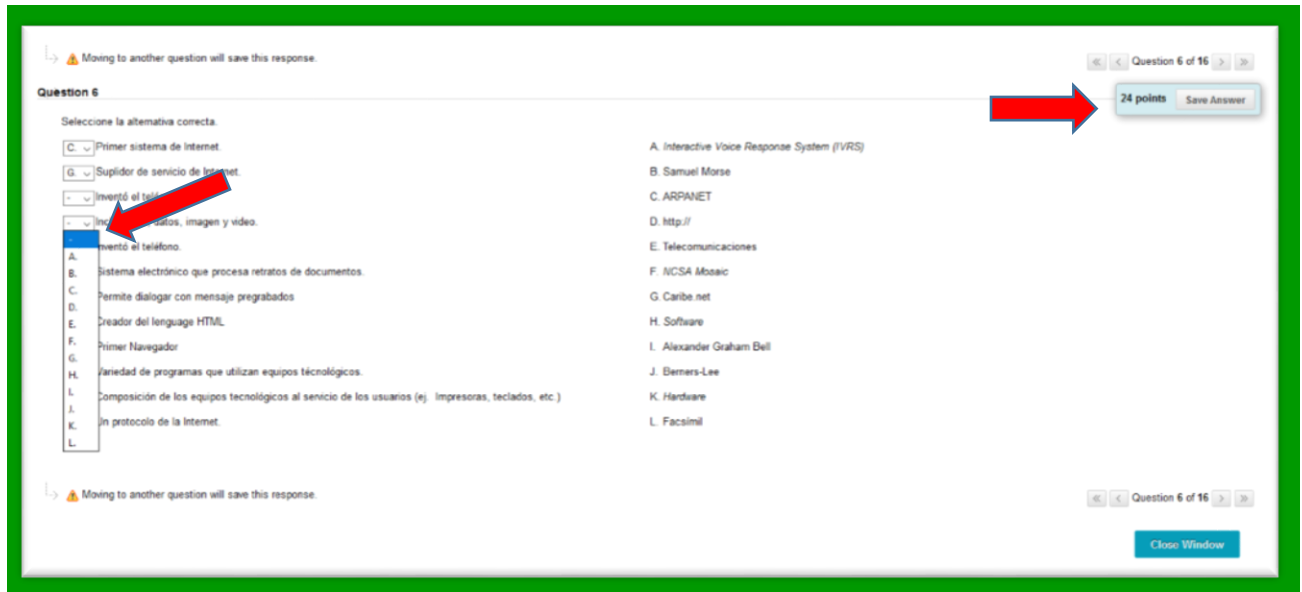 Moving to another question will save this response.
« < Question 6 of 16 > »
Question 6
24 points Save Answer
Seleccione la alternativa correcta.
C. Primer sistema de Internet. A. Interactive Voice Response System (IVRS)
G. Suplidor de servicio de Internet. B. Samuel Morse
- Inventó el C. ARPANET
- datos, imagen y video. D. http://
- Inventó el teléfono. E. Telecomunicaciones
A.
B. Sistema electrónico que procesa retratos de documentos. F. NCSA Mosaic
C. Permite dialogar con mensaje pregrabados G. Caribe.net
D.
E. Creador del lenguage HTML H. Software
F. Primer Navegador I. Alexander Graham Bell
G.
H. Variedad de programas que utilizan equipos técnológicos. J. Berners-Lee
I. Composición de los equipos tecnológicos al servicio de los usuarios (ej. Impresoras, teclados, etc.) K. Hardware
J.
K. Un protocolo de la Internet. L. Facsímil
L.
Moving to another question will save this response.
« < Question 6 of 16 > »
Close Window